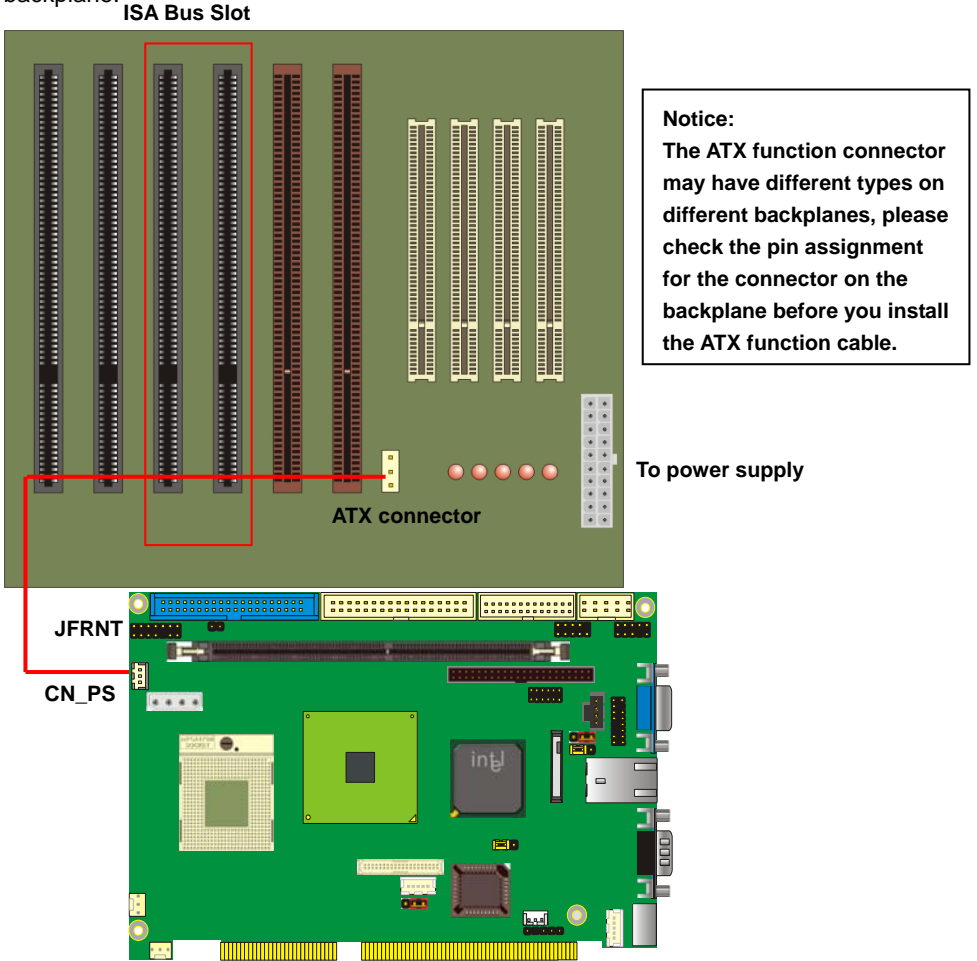 backplane.
ISA Bus Slot
Notice:
The ATX function connector
may have different types on
different backplanes, please
check the pin assignment
for the connector on the
backplane before you install
the ATX function cable.
To power supply
ATX connector
JFRNT
CN_PS
intel